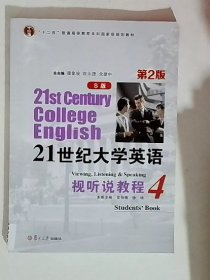 "十二五"普通高等教育本科国家级规划教材
第2版
S版
21st Century
College
English
21世纪大学英语
Viewing, Listening & Speaking
视听说教程 4
Students' Book
复旦大学出版社